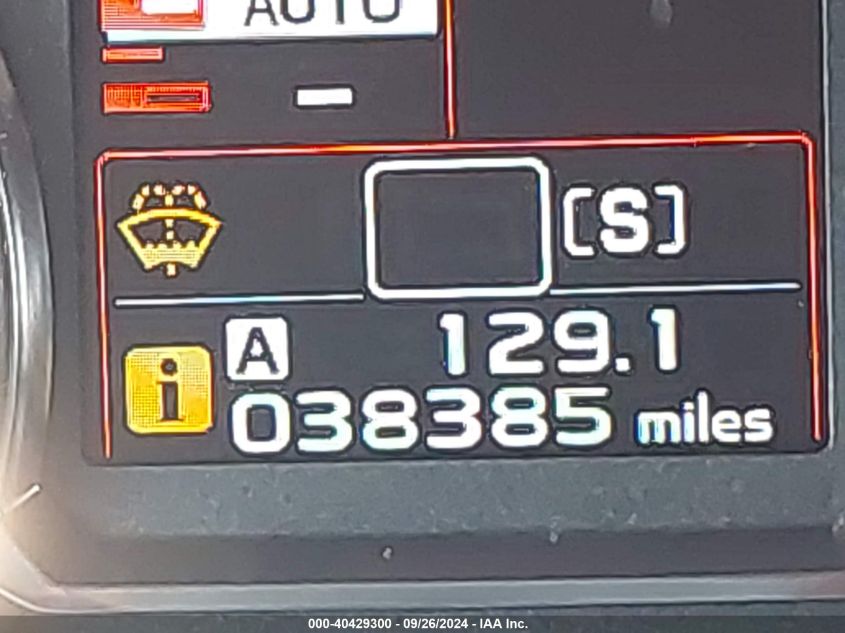 AUTO
[S]
A 129.1
i 038385 miles
000-40429300 - 09/26/2024 - IAA Inc.